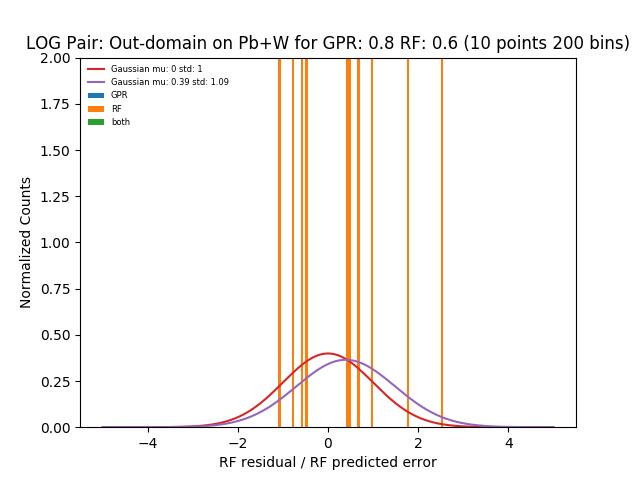 LOG Pair: Out-domain on Pb+W for GPR: 0.8 RF: 0.6 (10 points 200 bins)
Gaussian mu: 0 std: 1
Gaussian mu: 0.39 std: 1.09
GPR
RF
both
Normalized Counts
2.00
1.75
1.50
1.25
1.00
0.75
0.50
0.25
0.00
−4 −2 0 2 4
RF residual / RF predicted error